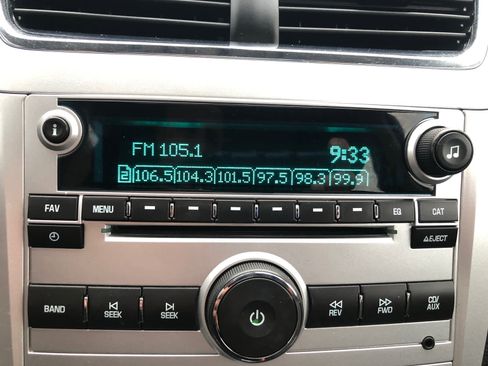 FM 105.1 9:33
2 106.5 104.3 101.5 97.5 98.3 99.9
FAV MENU EQ CAT
EJECT
BAND SEEK SEEK REV FWD CD/AUX